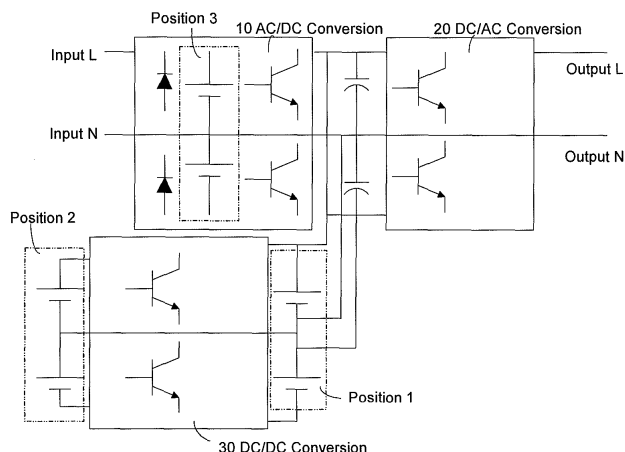 Position 3
10 AC/DC Conversion
20 DC/AC Conversion
Input L
Output L
Input N
Output N
Position 2
Position 1
30 DC/DC Conversion